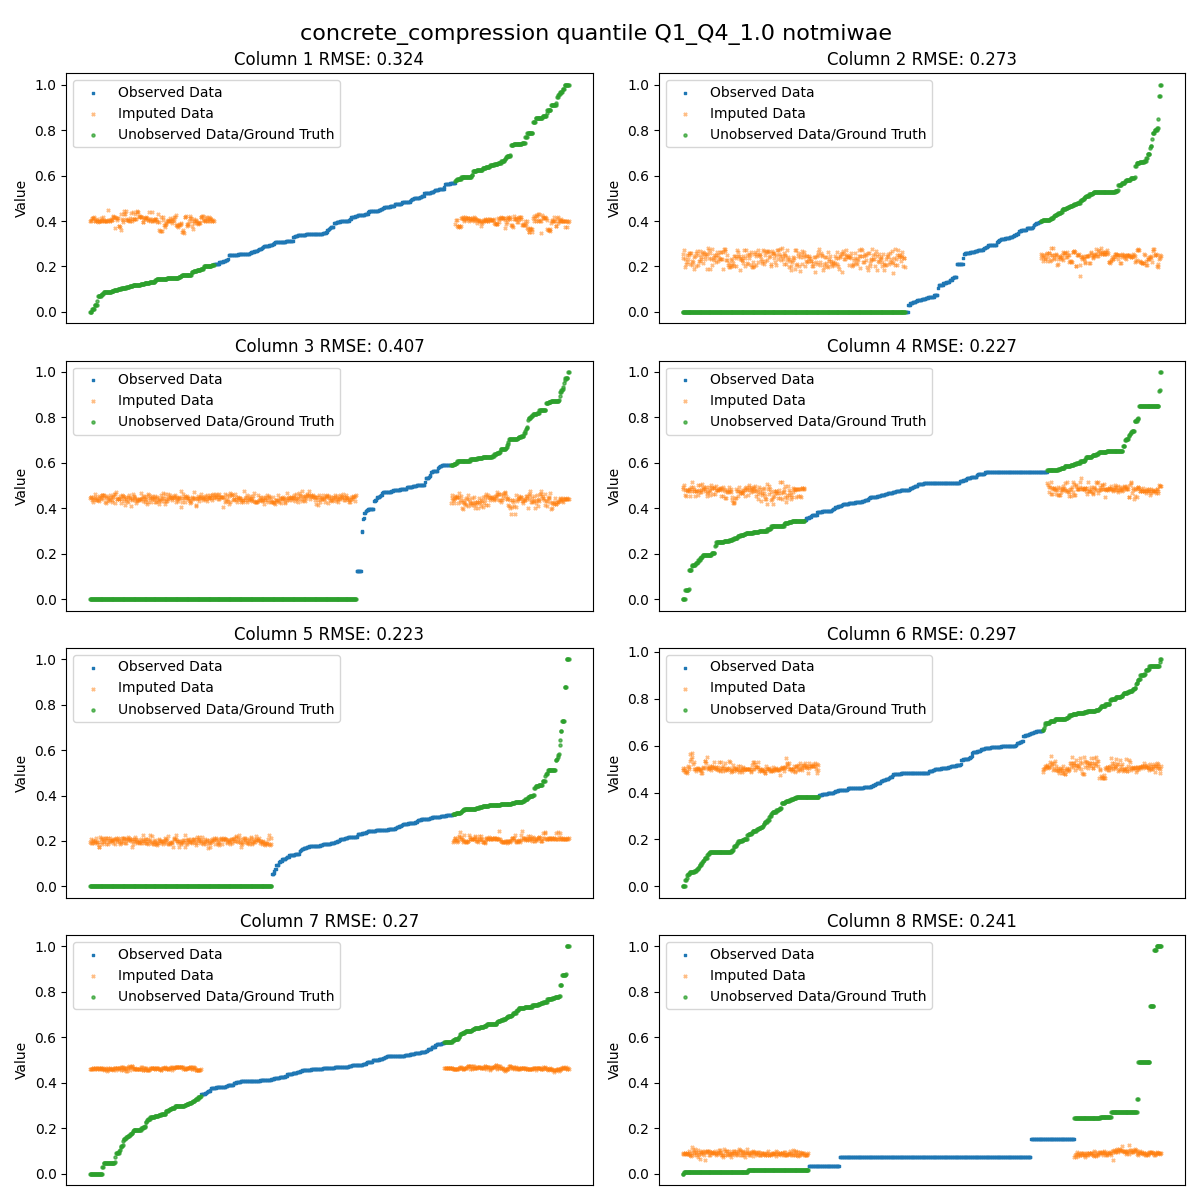 concrete_compression quantile Q1_Q4_1.0 notmiwae
Column 1 RMSE: 0.324
Value
1.0
0.8
0.6
0.4
0.2
0.0
Observed Data
Imputed Data
Unobserved Data/Ground Truth
Column 2 RMSE: 0.273
Value
1.0
0.8
0.6
0.4
0.2
0.0
Observed Data
Imputed Data
Unobserved Data/Ground Truth
Column 3 RMSE: 0.407
Value
1.0
0.8
0.6
0.4
0.2
0.0
Observed Data
Imputed Data
Unobserved Data/Ground Truth
Column 4 RMSE: 0.227
Value
1.0
0.8
0.6
0.4
0.2
0.0
Observed Data
Imputed Data
Unobserved Data/Ground Truth
Column 5 RMSE: 0.223
Value
1.0
0.8
0.6
0.4
0.2
0.0
Observed Data
Imputed Data
Unobserved Data/Ground Truth
Column 6 RMSE: 0.297
Value
1.0
0.8
0.6
0.4
0.2
0.0
Observed Data
Imputed Data
Unobserved Data/Ground Truth
Column 7 RMSE: 0.27
Value
1.0
0.8
0.6
0.4
0.2
0.0
Observed Data
Imputed Data
Unobserved Data/Ground Truth
Column 8 RMSE: 0.241
Value
1.0
0.8
0.6
0.4
0.2
0.0
Observed Data
Imputed Data
Unobserved Data/Ground Truth